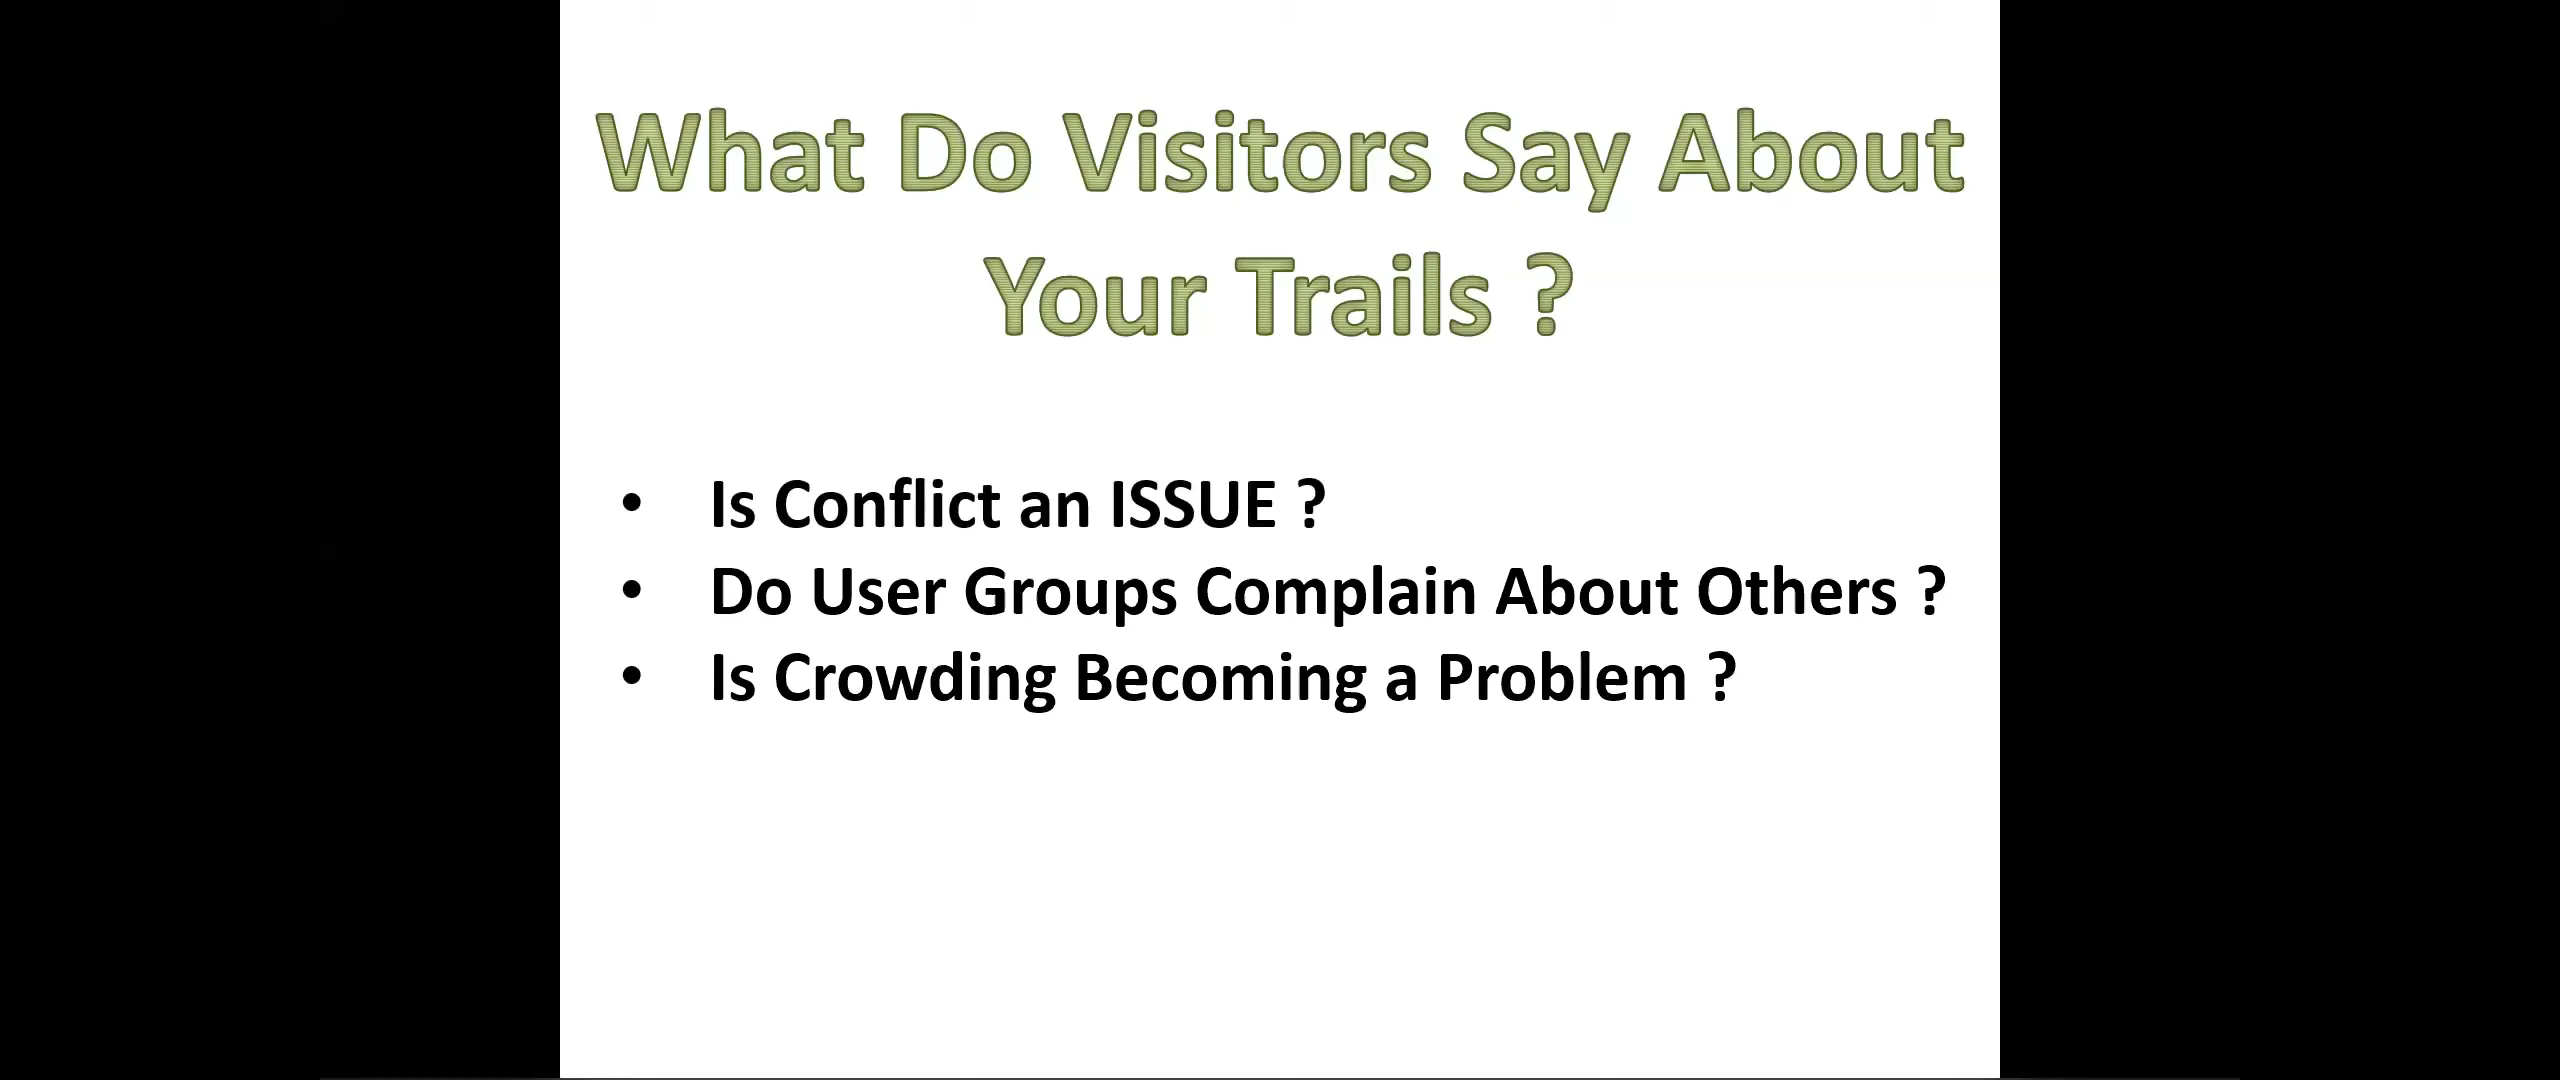 What Do Visitors Say About
Your Trails ?
• Is Conflict an ISSUE ?
• Do User Groups Complain About Others ?
• Is Crowding Becoming a Problem ?